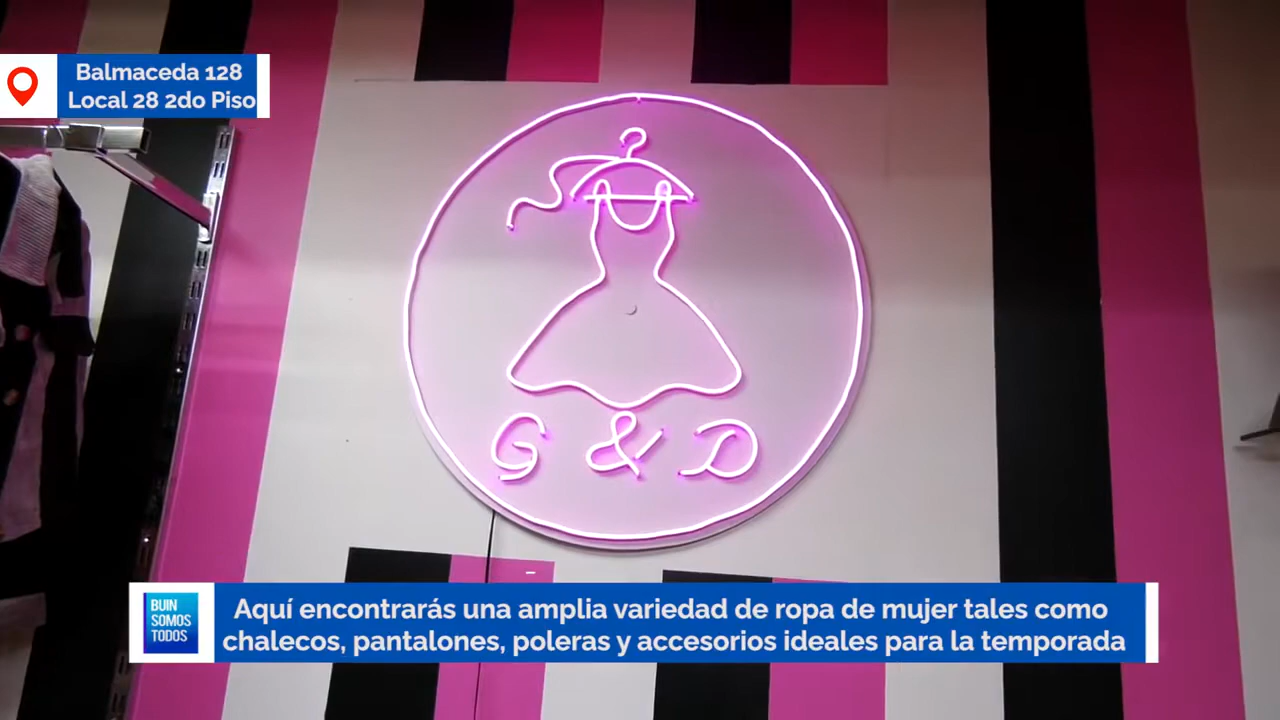 Balmaceda 128
Local 28 2do Piso
G & D
BUIN
SOMOS
TODOS
Aquí encontrarás una amplia variedad de ropa de mujer tales como
chalecos, pantalones, poleras y accesorios ideales para la temporada